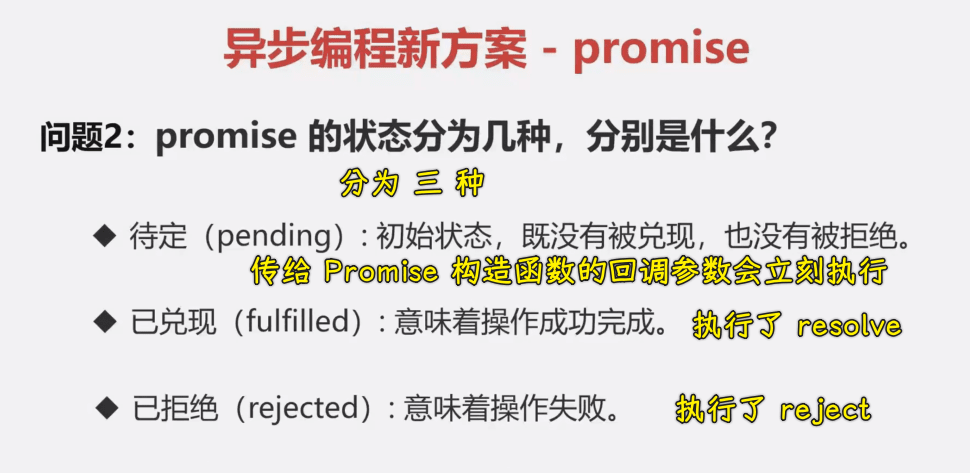 异步编程新方案 - promise
问题2：promise 的状态分为几种，分别是什么？
分为 三 种
◆ 待定（pending）: 初始状态，既没有被兑现，也没有被拒绝。
传给 Promise 构造函数的回调参数会立刻执行
◆ 已兑现（fulfilled）: 意味着操作成功完成。 执行了 resolve
◆ 已拒绝（rejected）: 意味着操作失败。 执行了 reject